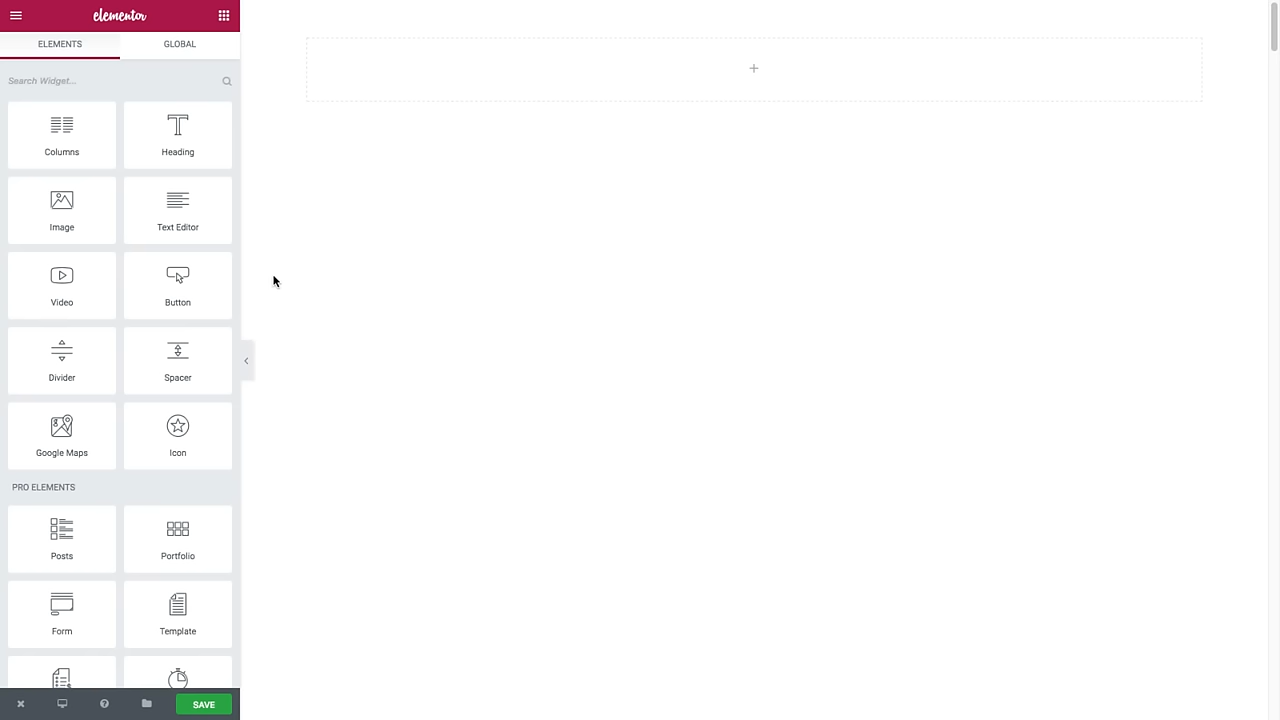 elementor
ELEMENTS GLOBAL
Search Widget...
Columns Heading
Image Text Editor
Video Button
Divider Spacer
Google Maps Icon
PRO ELEMENTS
Posts Portfolio
Form Template
SAVE